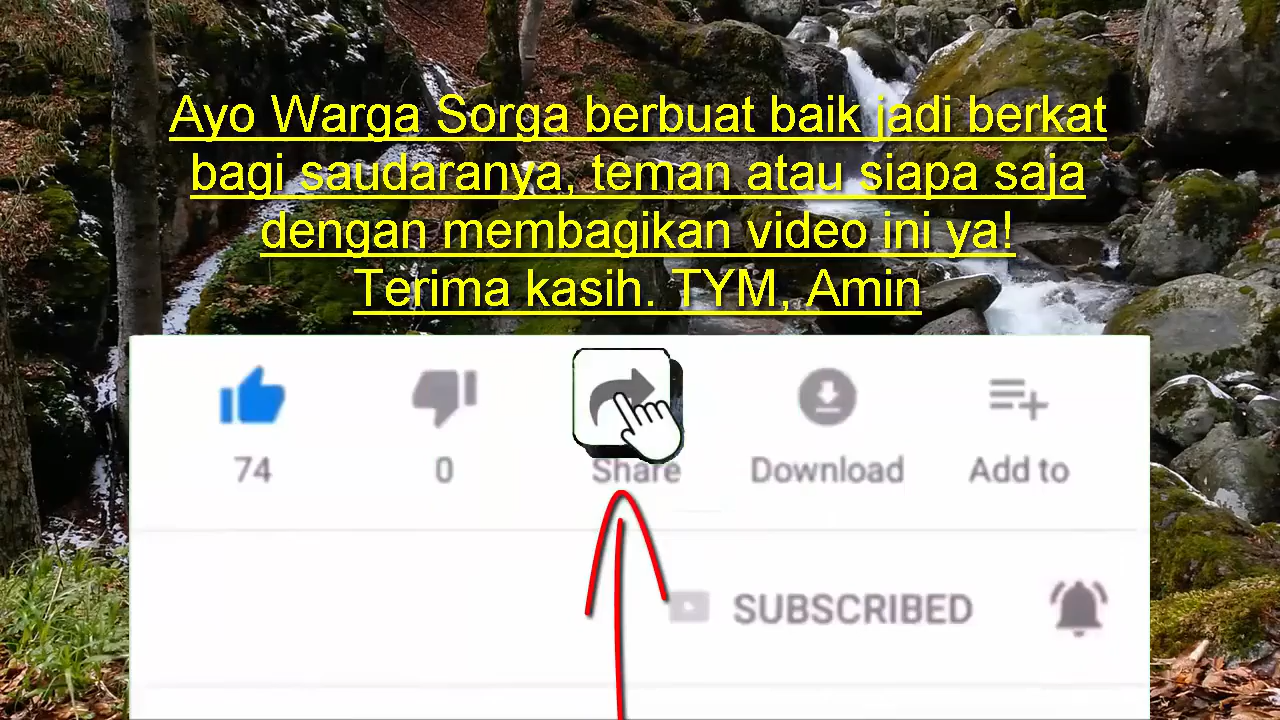 Ayo Warga Sorga berbuat baik jadi berkat
bagi saudaranya, teman atau siapa saja
dengan membagikan video ini ya!
Terima kasih. TYM, Amin
74 0 Share Download Add to
SUBSCRIBED